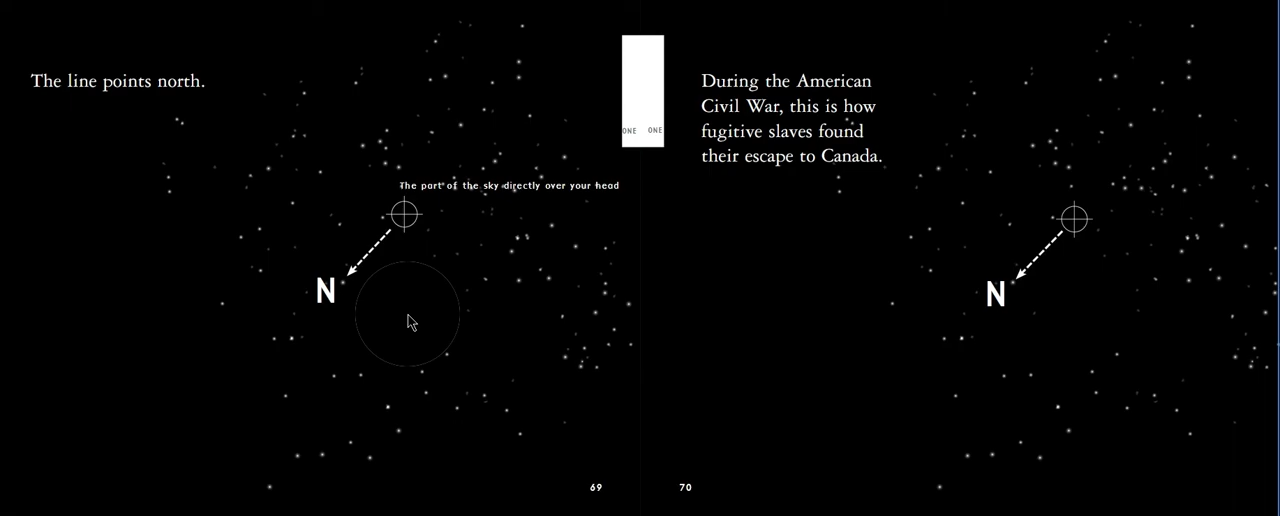 The line points north.
The part of the sky directly over your head
N
69
ONE ONE
During the American
Civil War, this is how
fugitive slaves found
their escape to Canada.
N
70